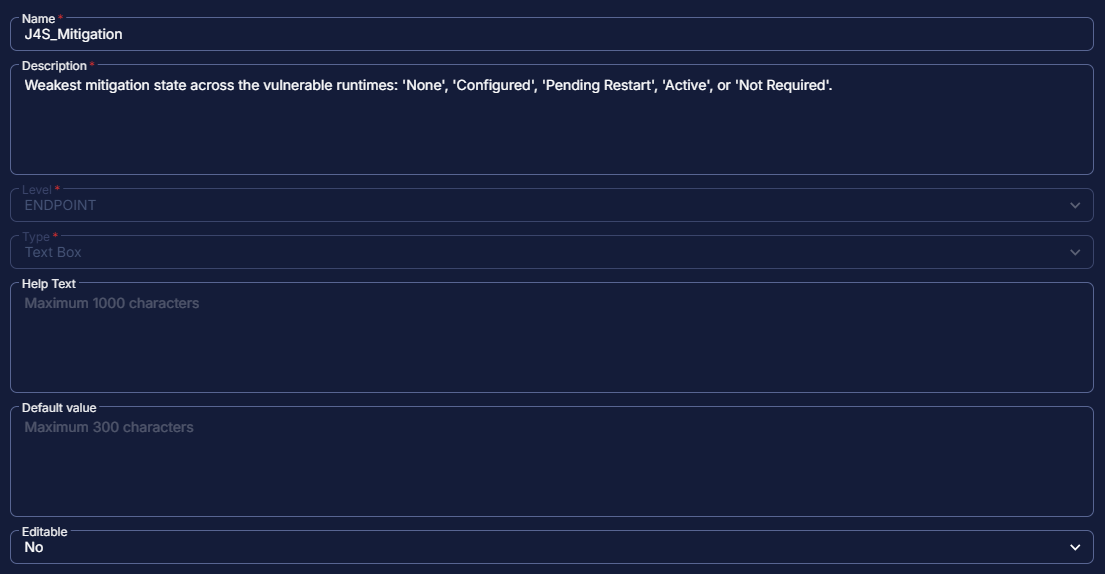 Name *
J4S_Mitigation
Description *
Weakest mitigation state across the vulnerable runtimes: 'None', 'Configured', 'Pending Restart', 'Active', or 'Not Required'.
Level *
ENDPOINT
Type *
Text Box
Help Text
Maximum 1000 characters
Default value
Maximum 300 characters
Editable
No